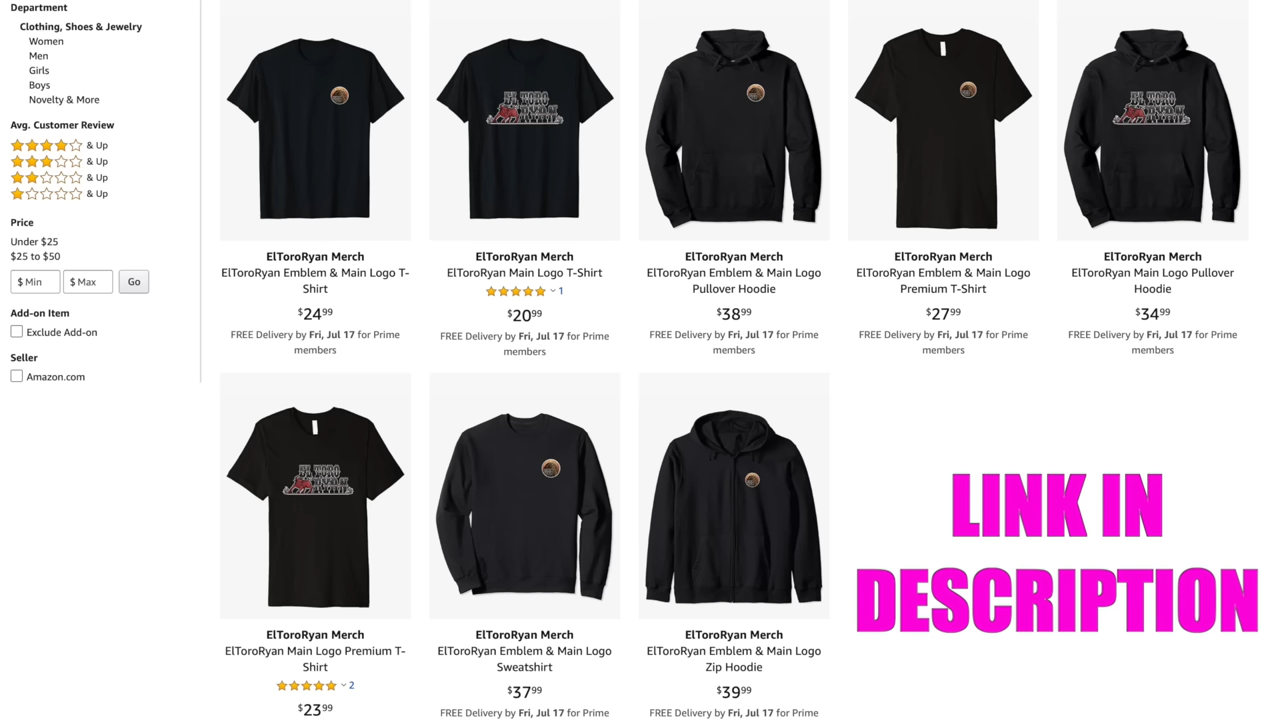 Department
Clothing, Shoes & Jewelry
Women
Men
Girls
Boys
Novelty & More
Avg. Customer Review
& Up
& Up
& Up
& Up
Price
Under $25
$25 to $50
$ Min
$ Max
Go
Add-on Item
Exclude Add-on
Seller
Amazon.com
ElToroRyan Merch
ElToroRyan Emblem & Main Logo T-
Shirt
$24.99
FREE Delivery by Fri, Jul 17 for Prime
members
EL TORO
RYAN
ElToroRyan Merch
ElToroRyan Main Logo T-Shirt
1
$20.99
FREE Delivery by Fri, Jul 17 for Prime
members
ElToroRyan Merch
ElToroRyan Emblem & Main Logo
Pullover Hoodie
$38.99
FREE Delivery by Fri, Jul 17 for Prime
members
ElToroRyan Merch
ElToroRyan Emblem & Main Logo
Premium T-Shirt
$27.99
FREE Delivery by Fri, Jul 17 for Prime
members
EL TORO
RYAN
ElToroRyan Merch
ElToroRyan Main Logo Pullover
Hoodie
$34.99
FREE Delivery by Fri, Jul 17 for Prime
members
EL TORO
RYAN
ElToroRyan Merch
ElToroRyan Main Logo Premium T-
Shirt
2
$23.99
ElToroRyan Merch
ElToroRyan Emblem & Main Logo
Sweatshirt
$37.99
FREE Delivery by Fri, Jul 17 for Prime
ElToroRyan Merch
ElToroRyan Emblem & Main Logo
Zip Hoodie
$39.99
FREE Delivery by Fri, Jul 17 for Prime
LINK IN
DESCRIPTION